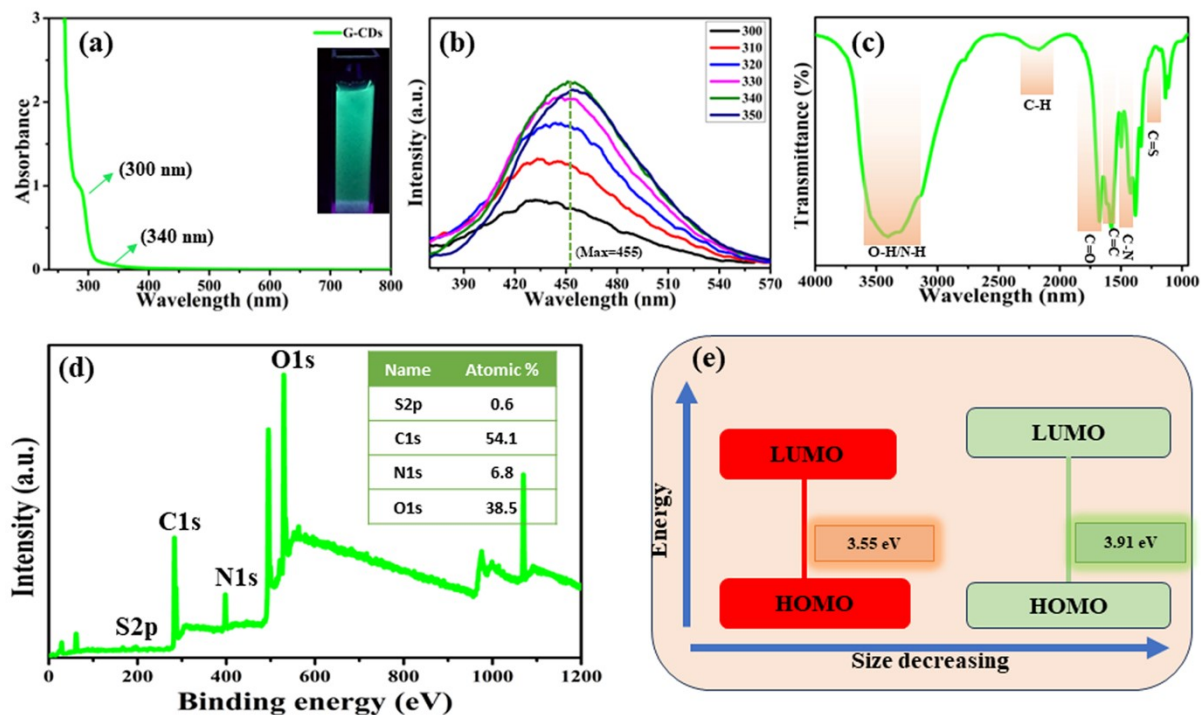 (a)
G-CDs
3
2
1
0
(300 nm)
(340 nm)
Absorbance
300 400 500 600 700 800
Wavelength (nm)
(b)
300
310
320
330
340
350
Intensity (a.u.)
(Max=455)
390 420 450 480 510 540 570
Wavelength (nm)
(c)
Transmittance (%)
O-H/N-H
C-H
C=O
C=C
C-N
C=S
4000 3500 3000 2500 2000 1500 1000
Wavelength (nm)
(d)
O1s
C1s
N1s
S2p
Name Atomic %
S2p 0.6
C1s 54.1
N1s 6.8
O1s 38.5
Intensity (a.u.)
0 200 400 600 800 1000 1200
Binding energy (eV)
(e)
Energy
LUMO
3.55 eV
HOMO
LUMO
3.91 eV
HOMO
Size decreasing